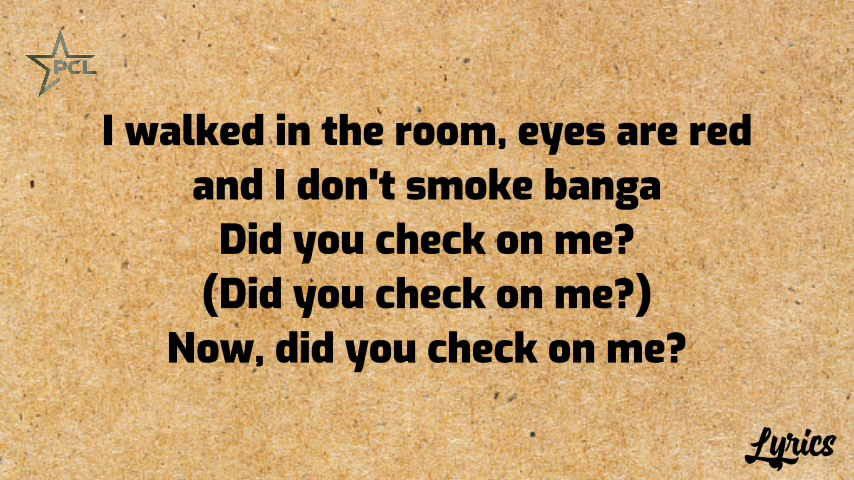 PCL
I walked in the room, eyes are red
and I don't smoke banga
Did you check on me?
(Did you check on me?)
Now, did you check on me?
Lyrics